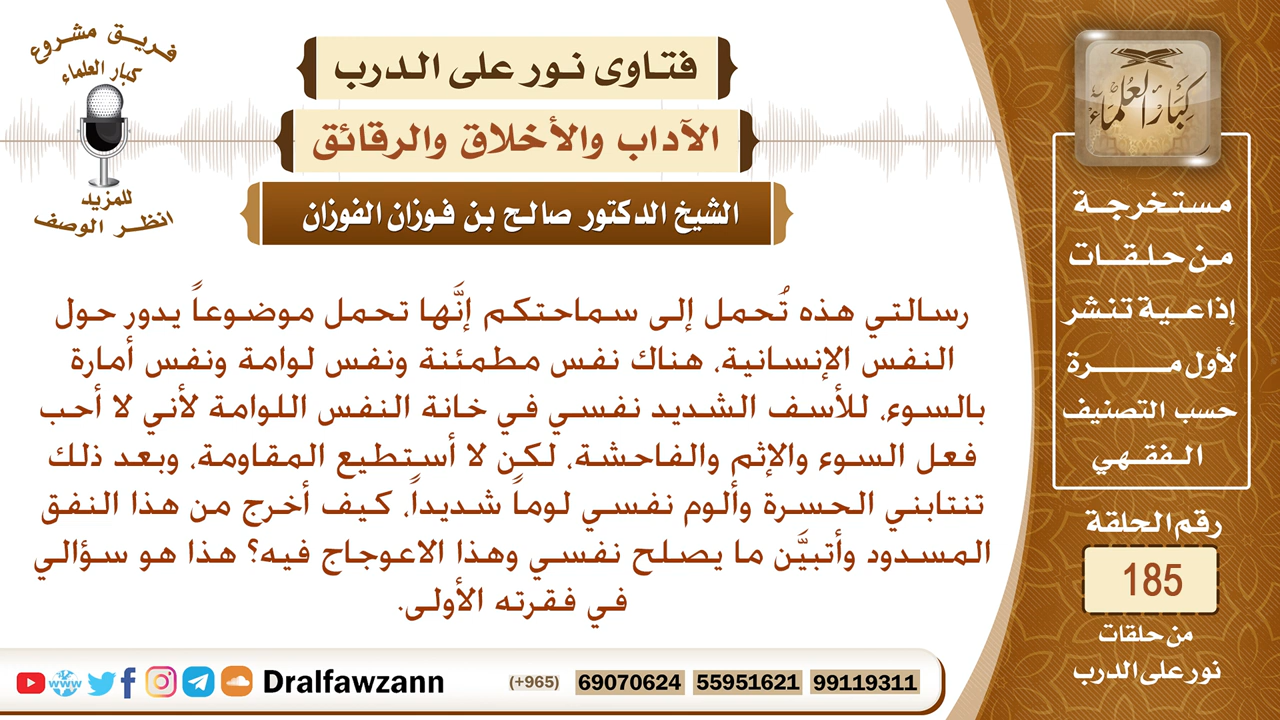 فريق مشروع
كبار العلماء
للمزيد
انظر الوصف
فتاوى نور على الدرب
الآداب والأخلاق والرقائق
الشيخ الدكتور صالح بن فوزان الفوزان
رسالتي هذه تُحمل إلى سماحتكم إنَّها تحمل موضوعاً يدور حول
النفس الإنسانية، هناك نفس مطمئنة ونفس لوامة ونفس أمارة
بالسوء، للأسف الشديد نفسي في خانة النفس اللوامة لأني لا أحب
فعل السوء والإثم والفاحشة، لكن لا أستطيع المقاومة، وبعد ذلك
تنتابني الحسرة وألوم نفسي لوماً شديداً، كيف أخرج من هذا النفق
المسدود وأتبيَّن ما يصلح نفسي وهذا الاعوجاج فيه؟ هذا هو سؤالي
في فقرته الأولى.
كبار العلماء
مستخرجة
من حلقات
إذاعية تنشر
لأول مرة
حسب التصنيف
الفقهي
رقم الحلقة
185
من حلقات
نور على الدرب
www Dralfawzann (+965) 69070624 55951621 99119311